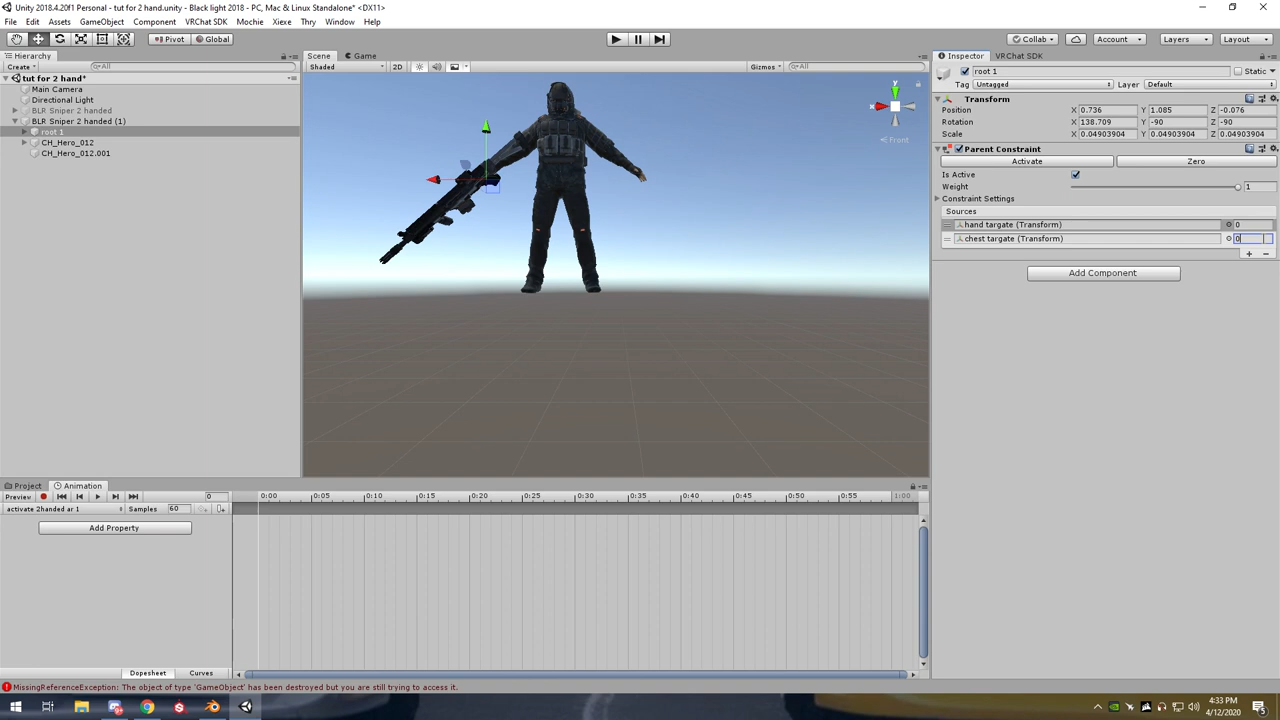 Unity 2018.4.20f1 Personal - tut for 2 hand.unity* - Black light 2018 - PC, Mac & Linux Standalone* <DX11>
File Edit Assets GameObject Component VRChat SDK Mochie Xiexe Thry Window Help
Pivot Global Collab Account Layers Layout
Hierarchy
Create All
tut for 2 hand*
Main Camera
Directional Light
BLR Sniper 2 handed
BLR Sniper 2 handed (1)
root 1
CH_Hero_012
CH_Hero_012.001
Scene Game
Shaded 2D Gizmos All
y
x
Front
Inspector VRChat SDK
root 1 Static
Tag Untagged Layer Default
Transform
Position X 0.736 Y 1.085 Z -0.076
Rotation X 138.709 Y -90 Z -90
Scale X 0.04903904 Y 0.04903904 Z 0.04903904
Parent Constraint
Activate Zero
Is Active
Weight 1
Constraint Settings
Sources
hand targate (Transform) 0
chest targate (Transform) 0
Add Component
Project Animation
Preview 0 0:00 0:05 0:10 0:15 0:20 0:25 0:30 0:35 0:40 0:45 0:50 0:55 1:00
activate 2handed ar 1 Samples 60
Add Property
Dopesheet Curves
MissingReferenceException: The object of type 'GameObject' has been destroyed but you are still trying to access it.
4:33 PM
4/12/2020
5